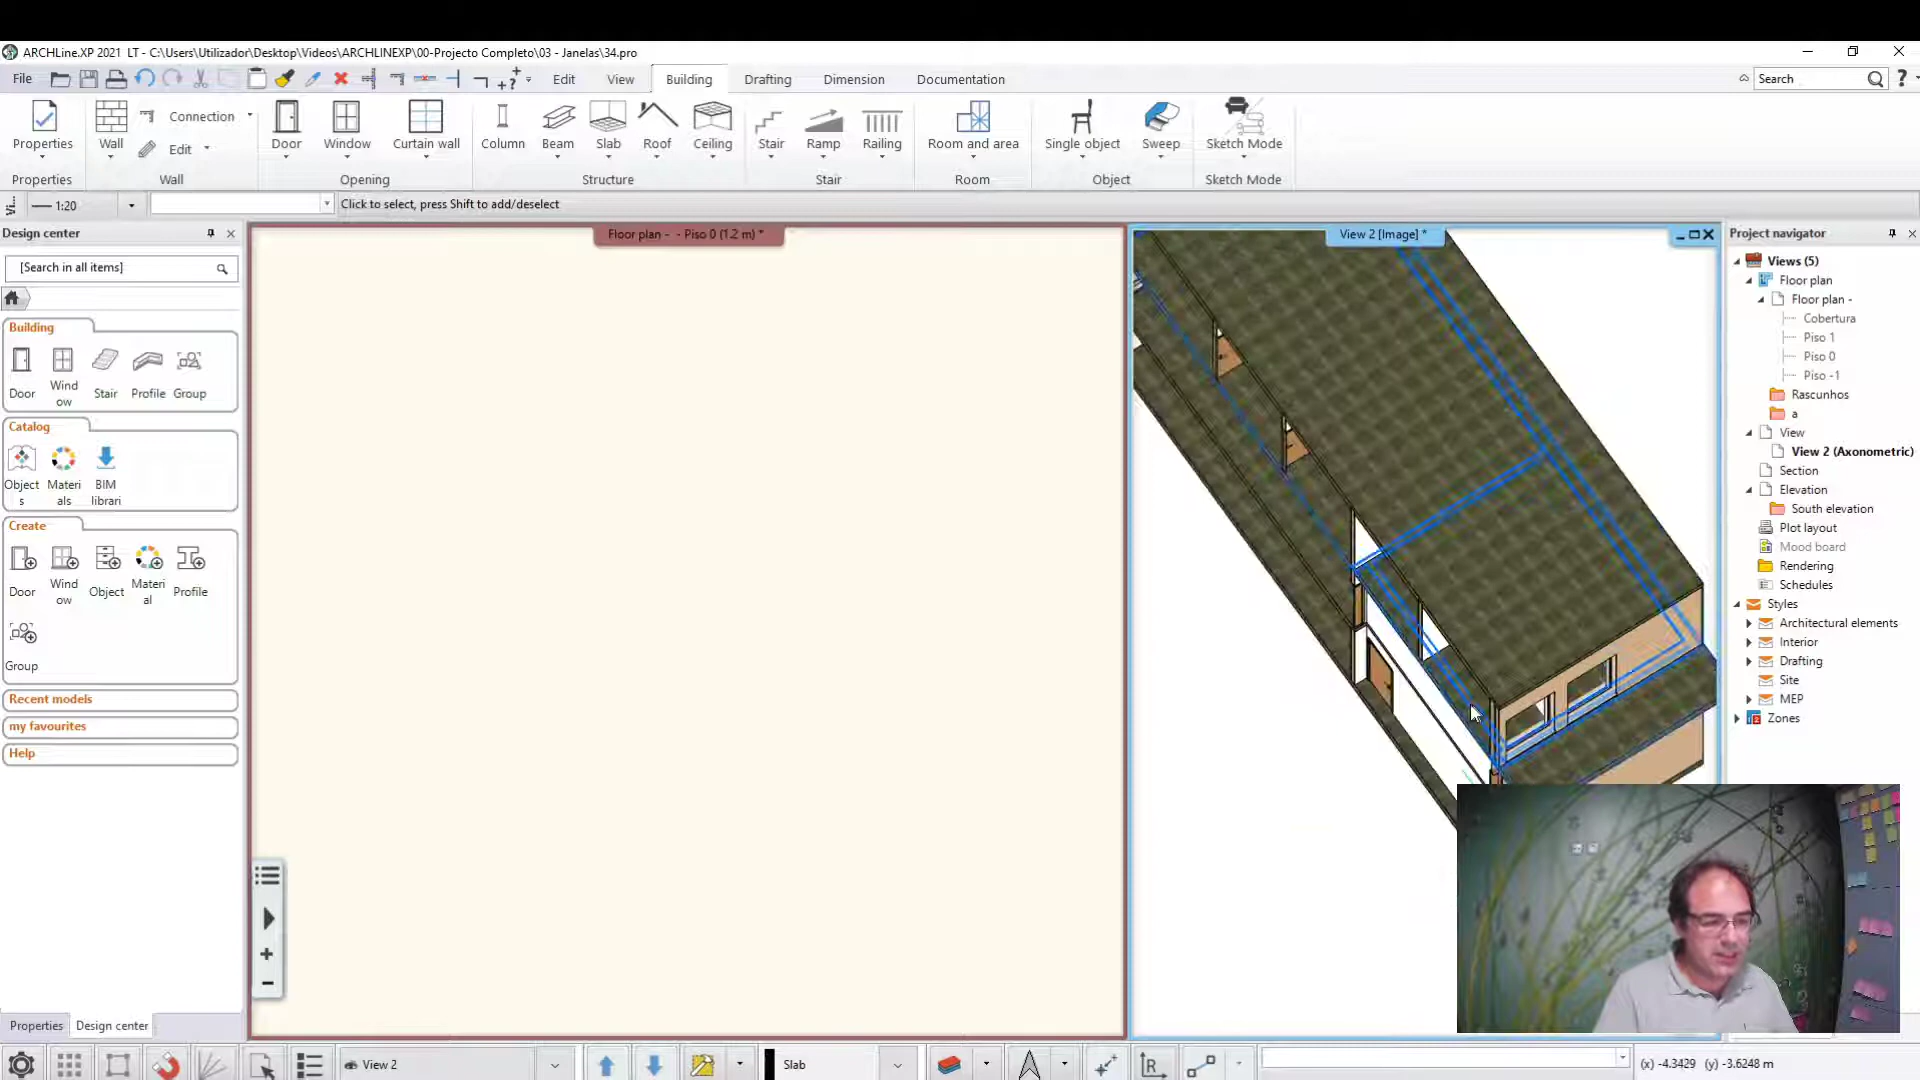 ARCHLine.XP 2021 LT - C:\Users\Utilizador\Desktop\Videos\ARCHLINEXP\00-Projecto Completo\03 - Janelas\34.pro
File
Edit
View
Building
Drafting
Dimension
Documentation
Search
?
Properties
Wall
Connection
Edit
Door
Window
Curtain wall
Column
Beam
Slab
Roof
Ceiling
Stair
Ramp
Railing
Room and area
Single object
Sweep
Sketch Mode
Properties
Wall
Opening
Structure
Stair
Room
Object
Sketch Mode
1:20
Click to select, press Shift to add/deselect
Design center
[Search in all items]
Building
Door
Wind
ow
Stair
Profile
Group
Catalog
Object
s
Materi
als
BIM
librari
Create
Door
Wind
ow
Object
Materi
al
Profile
Group
Recent models
my favourites
Help
Properties
Design center
Floor plan - - Piso 0 (1.2 m) *
View 2 [Image] *
Project navigator
Views (5)
Floor plan
Floor plan -
Cobertura
Piso 1
Piso 0
Piso -1
Rascunhos
a
View
View 2 (Axonometric)
Section
Elevation
South elevation
Plot layout
Mood board
Rendering
Schedules
Styles
Architectural elements
Interior
Drafting
Site
MEP
Zones
View 2
Slab
(x) -4.3429 (y) -3.6248 m